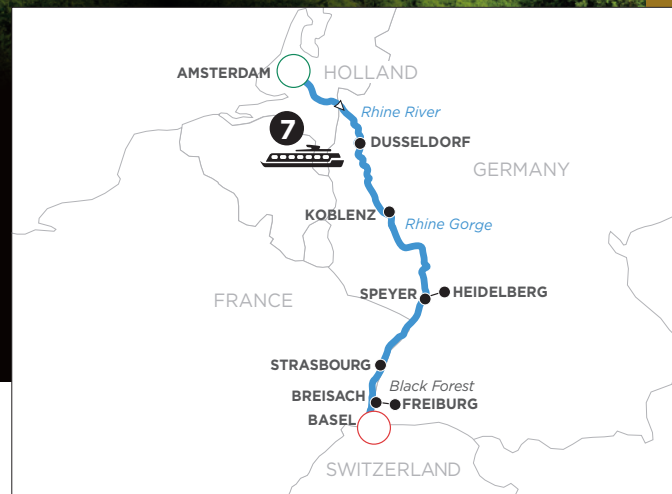 AMSTERDAM
HOLLAND
Rhine River
7
DUSSELDORF
GERMANY
KOBLENZ
Rhine Gorge
FRANCE
SPEYER
HEIDELBERG
STRASBOURG
Black Forest
BREISACH
FREIBURG
BASEL
SWITZERLAND